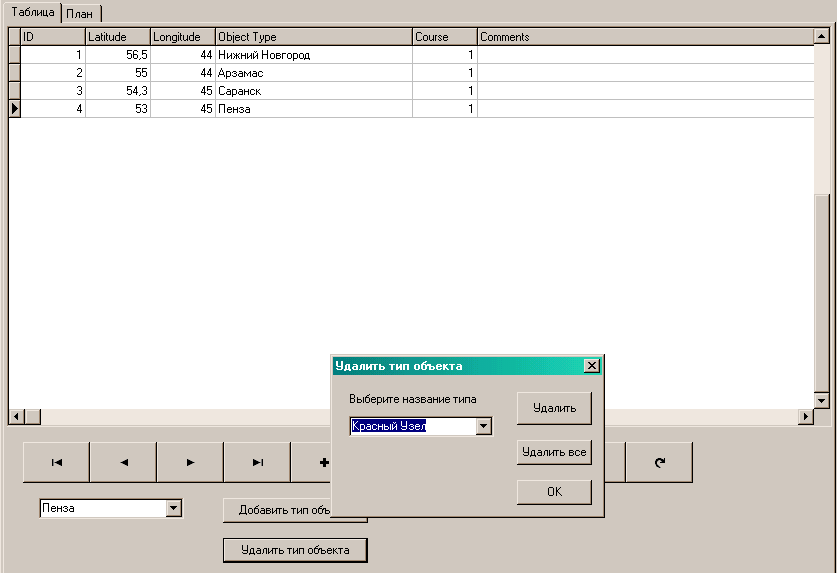 Таблица План
ID Latitude Longitude Object Type Course Comments
1 56,5 44 Нижний Новгород 1
2 55 44 Арзамас 1
3 54,3 45 Саранск 1
4 53 45 Пенза 1
Удалить тип объекта
Выберите название типа
Удалить
Красный Узел
Удалить все
OK
Пенза
Добавить тип объ
Удалить тип объекта